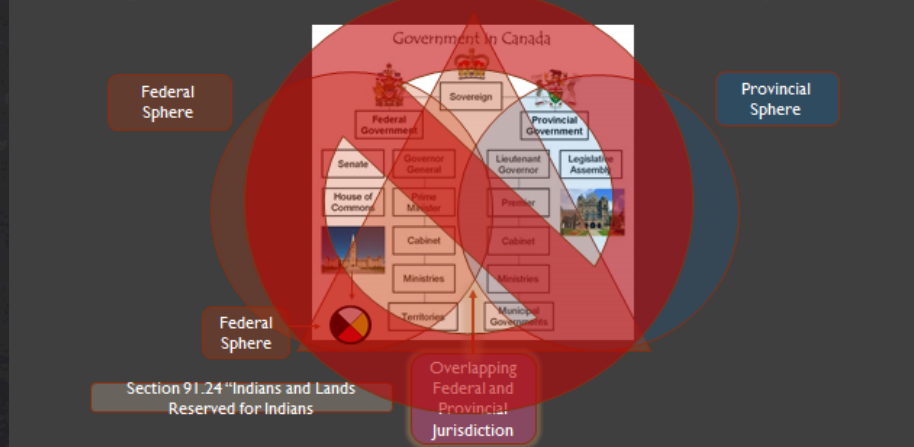 Government in Canada
Federal
Sphere
Provincial
Sphere
Sovereign
Federal
Government
Provincial
Government
Senate
Governor
General
Lieutenant
Governor
Legislative
Assembly
House of
Commons
Prime
Minister
Premier
Cabinet
Cabinet
Ministries
Ministries
Territories
Municipal
Governments
Federal
Sphere
Section 91.24 “Indians and Lands
Reserved for Indians
Overlapping
Federal and
Provincial
Jurisdiction